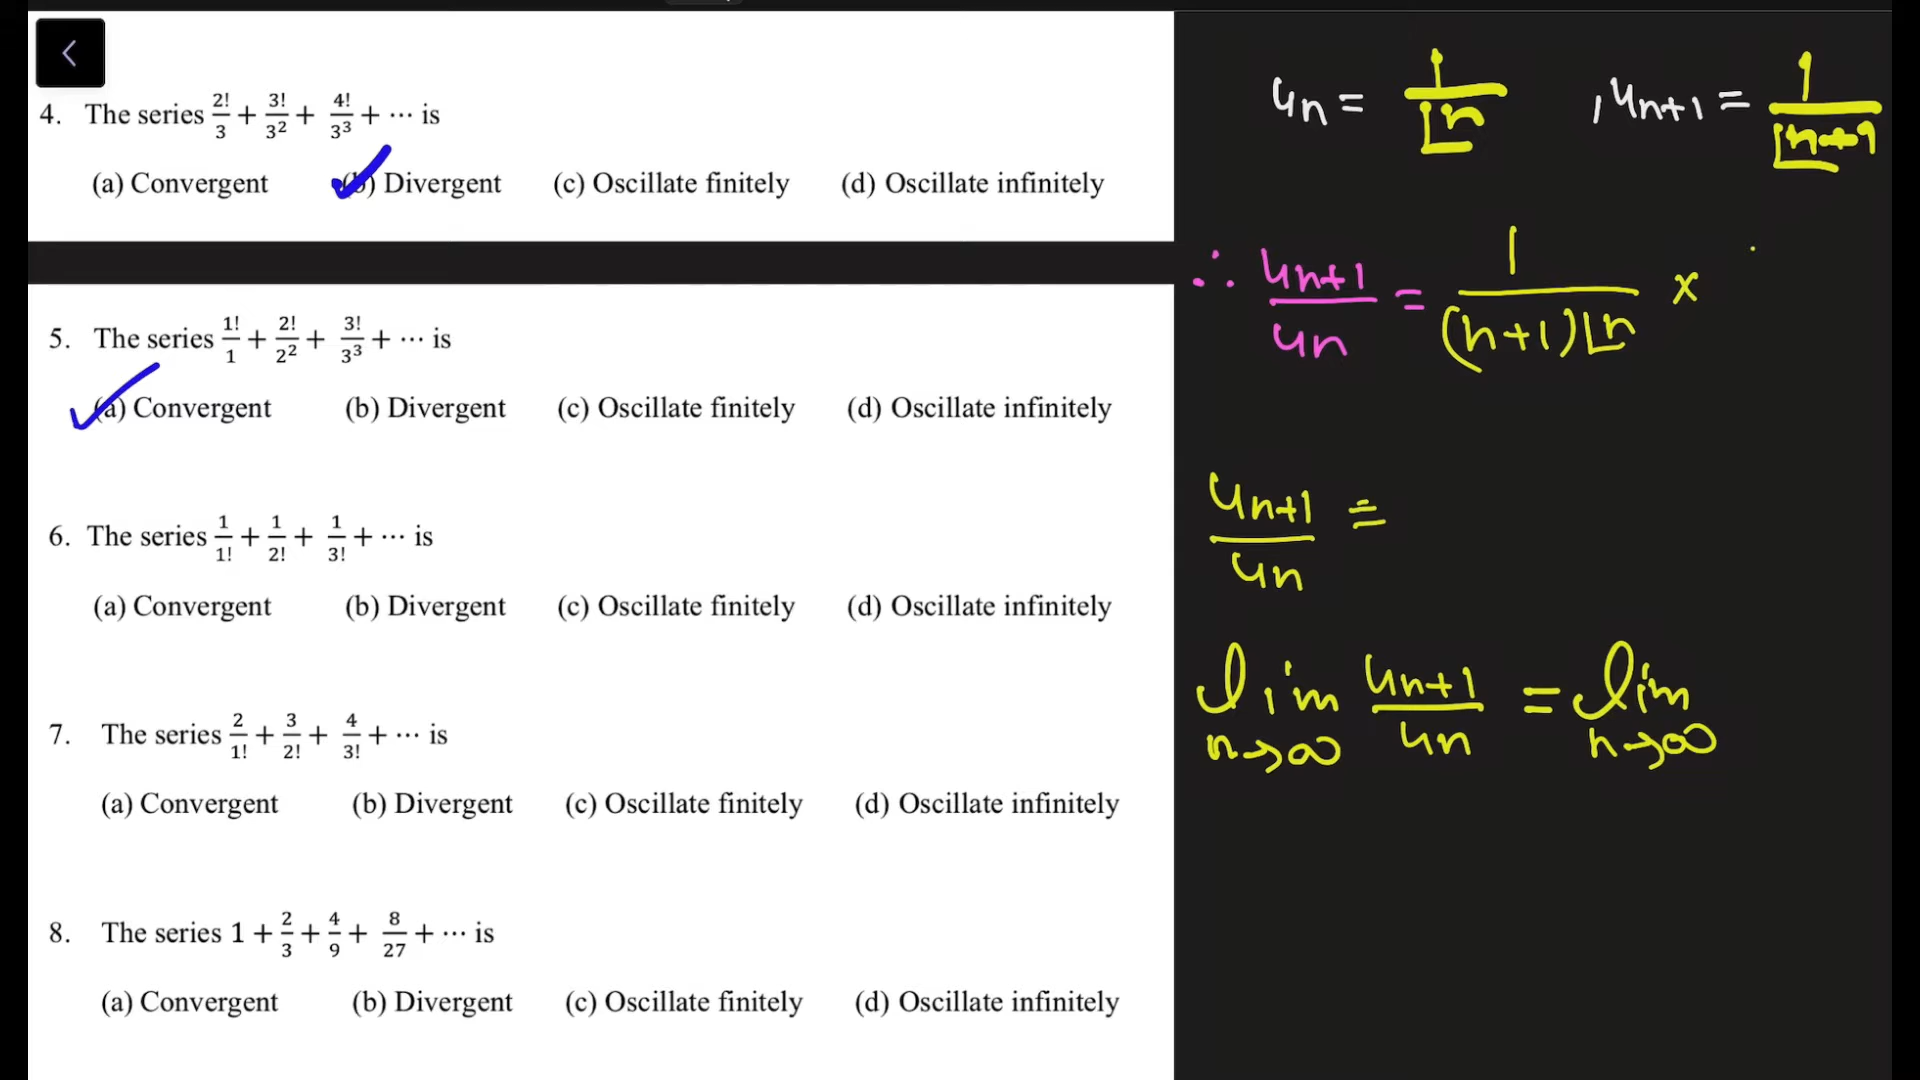 4. The series 2!/3 + 3!/3² + 4!/3³ + ⋯ is
(a) Convergent (b) Divergent (c) Oscillate finitely (d) Oscillate infinitely
5. The series 1!/1 + 2!/2² + 3!/3³ + ⋯ is
(a) Convergent (b) Divergent (c) Oscillate finitely (d) Oscillate infinitely
6. The series 1/1! + 1/2! + 1/3! + ⋯ is
(a) Convergent (b) Divergent (c) Oscillate finitely (d) Oscillate infinitely
7. The series 2/1! + 3/2! + 4/3! + ⋯ is
(a) Convergent (b) Divergent (c) Oscillate finitely (d) Oscillate infinitely
8. The series 1 + 2/3 + 4/9 + 8/27 + ⋯ is
(a) Convergent (b) Divergent (c) Oscillate finitely (d) Oscillate infinitely
un = 1/⌊n , un+1 = 1/⌊n+1
∴ un+1/un = 1/((n+1)⌊n) ×
un+1/un =
lim n→∞ un+1/un = lim n→∞